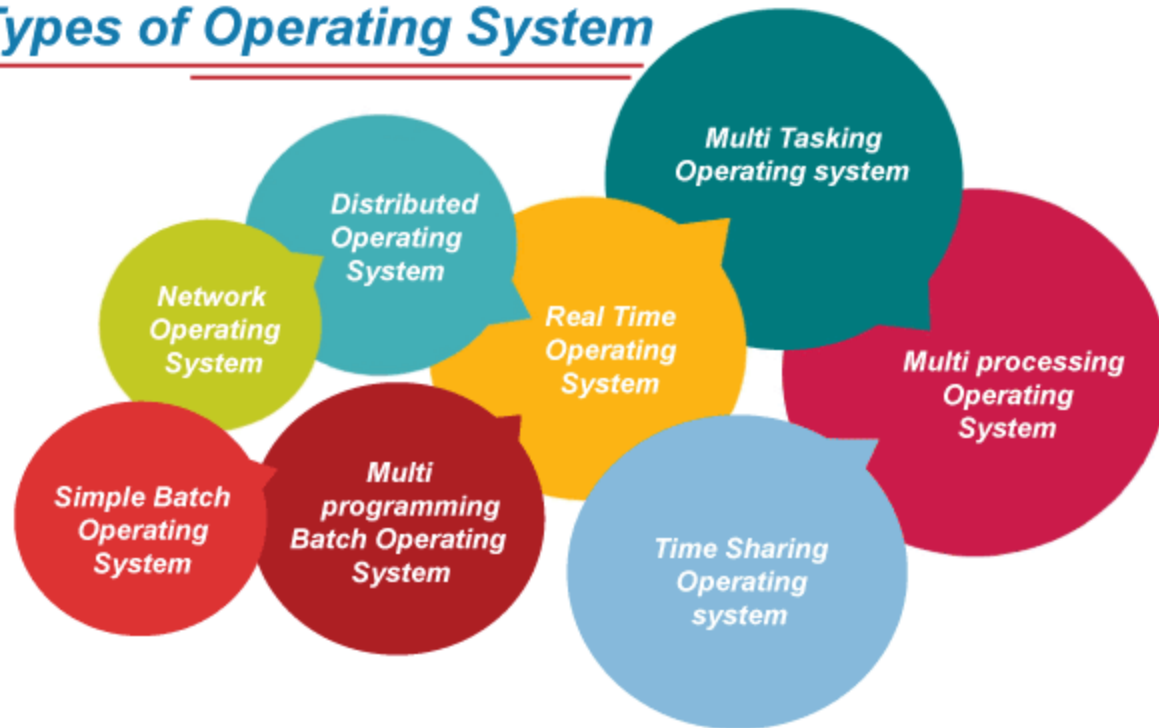 Types of Operating System
Multi Tasking
Operating system
Distributed
Operating
System
Network
Operating
System
Real Time
Operating
System
Multi processing
Operating
System
Simple Batch
Operating
System
Multi
programming
Batch Operating
System
Time Sharing
Operating
system